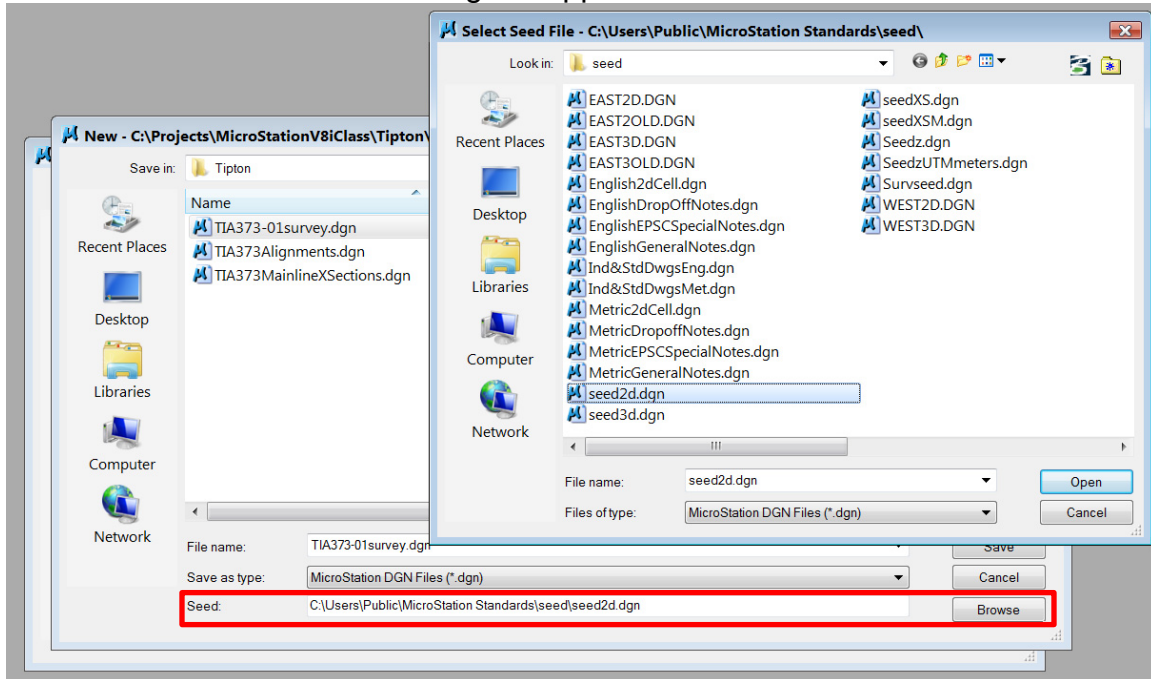 Select Seed File - C:\Users\Public\MicroStation Standards\seed\
Look in:
seed
Recent Places
Desktop
Libraries
Computer
Network
EAST2D.DGN
EAST2OLD.DGN
EAST3D.DGN
EAST3OLD.DGN
English2dCell.dgn
EnglishDropOffNotes.dgn
EnglishEPSCSpecialNotes.dgn
EnglishGeneralNotes.dgn
Ind&StdDwgsEng.dgn
Ind&StdDwgsMet.dgn
Metric2dCell.dgn
MetricDropoffNotes.dgn
MetricEPSCSpecialNotes.dgn
MetricGeneralNotes.dgn
seed2d.dgn
seed3d.dgn
seedXS.dgn
seedXSM.dgn
Seedz.dgn
SeedzUTMmeters.dgn
Survseed.dgn
WEST2D.DGN
WEST3D.DGN
File name:
seed2d.dgn
Open
Files of type:
MicroStation DGN Files (*.dgn)
Cancel
New - C:\Projects\MicroStationV8iClass\Tipton\
Save in:
Tipton
Recent Places
Desktop
Libraries
Computer
Network
Name
TIA373-01survey.dgn
TIA373Alignments.dgn
TIA373MainlineXSections.dgn
File name:
TIA373-01survey.dgn
Save
Save as type:
MicroStation DGN Files (*.dgn)
Cancel
Seed:
C:\Users\Public\MicroStation Standards\seed\seed2d.dgn
Browse